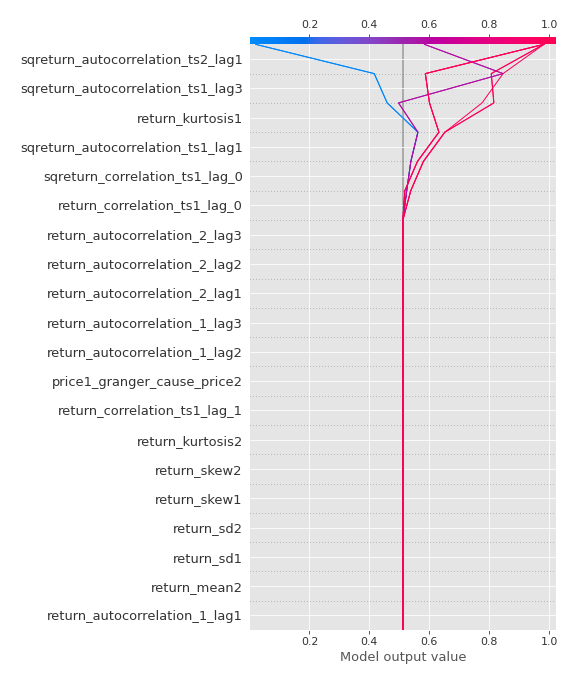 0.2 0.4 0.6 0.8 1.0
sqreturn_autocorrelation_ts2_lag1
sqreturn_autocorrelation_ts1_lag3
return_kurtosis1
sqreturn_autocorrelation_ts1_lag1
sqreturn_correlation_ts1_lag_0
return_correlation_ts1_lag_0
return_autocorrelation_2_lag3
return_autocorrelation_2_lag2
return_autocorrelation_2_lag1
return_autocorrelation_1_lag3
return_autocorrelation_1_lag2
price1_granger_cause_price2
return_correlation_ts1_lag_1
return_kurtosis2
return_skew2
return_skew1
return_sd2
return_sd1
return_mean2
return_autocorrelation_1_lag1
0.2 0.4 0.6 0.8 1.0
Model output value